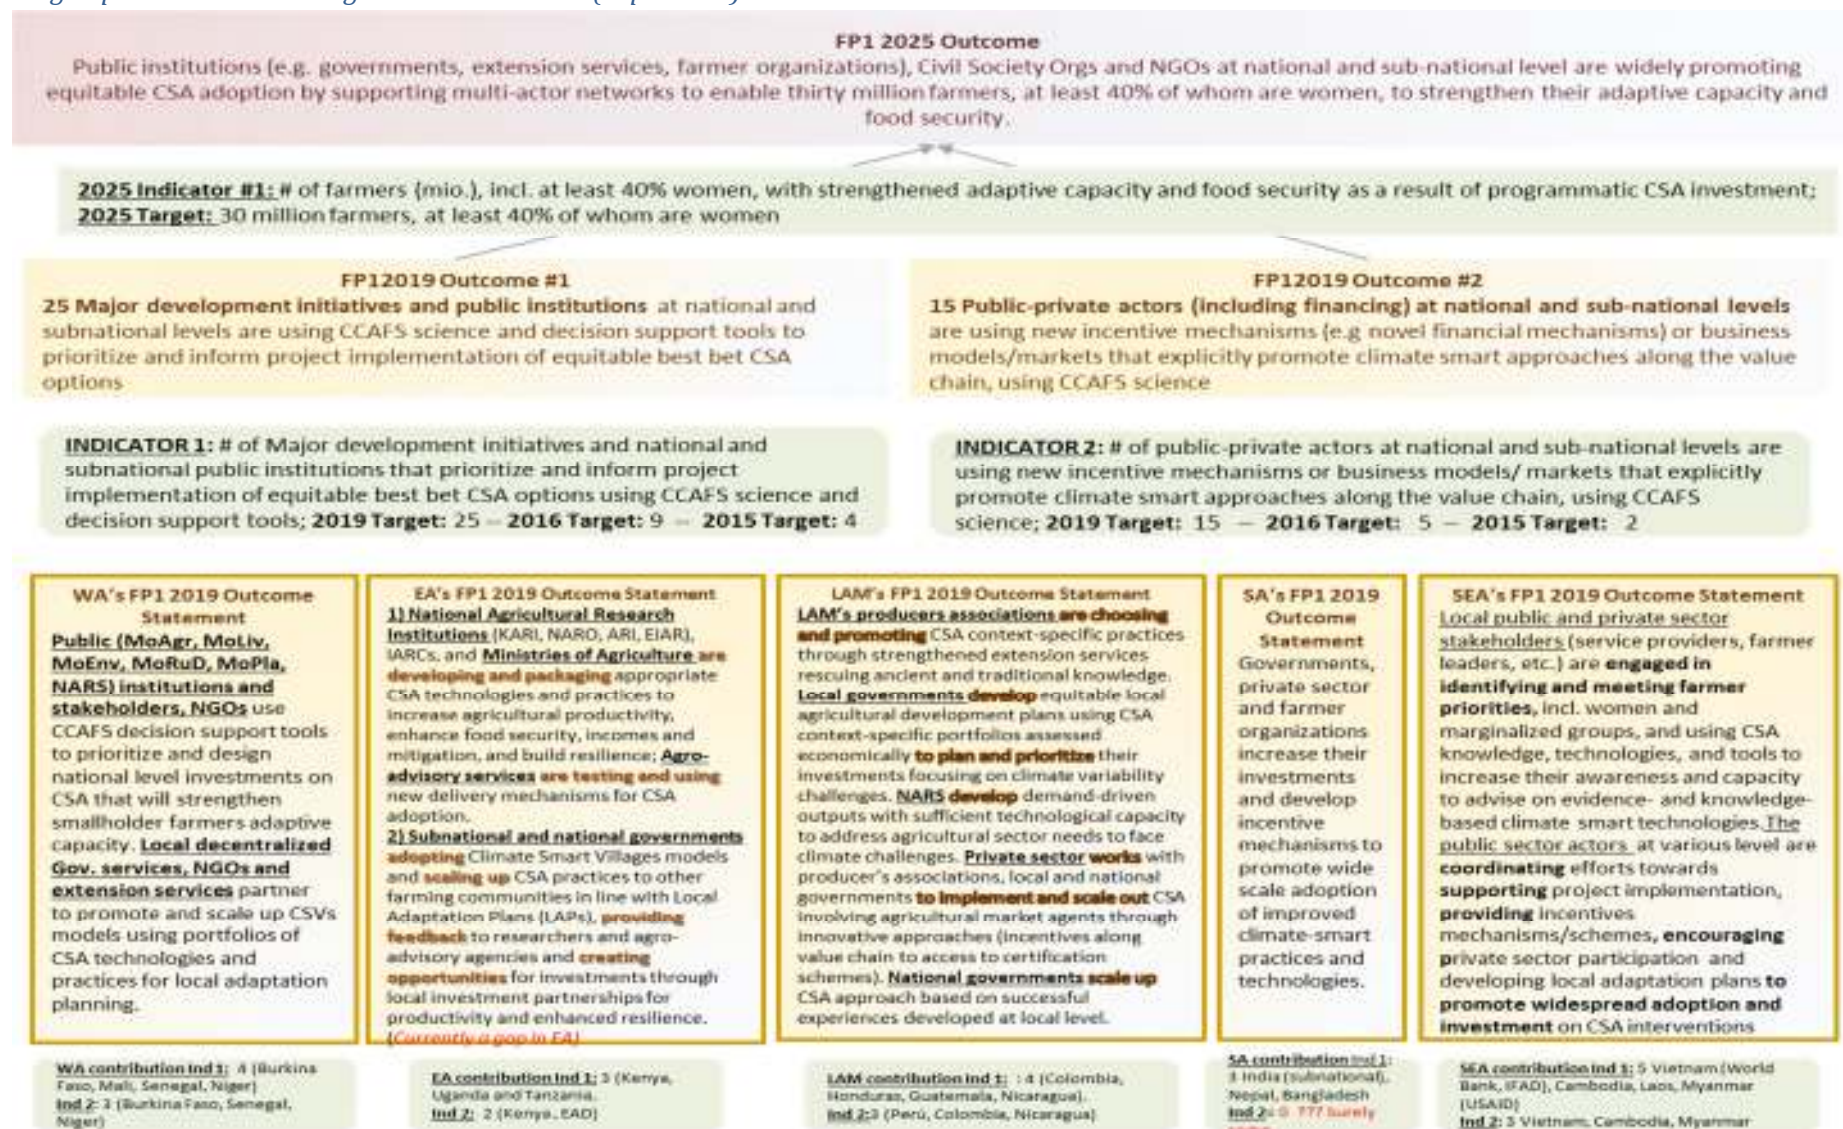 FP1 2025 Outcome
Public institutions (e.g. governments, extension services, farmer organizations), Civil Society Orgs and NGOs at national and sub-national level are widely promoting
equitable CSA adoption by supporting multi-actor networks to enable thirty million farmers, at least 40% of whom are women, to strengthen their adaptive capacity and
food security.
2025 Indicator #1: # of farmers (mio.), incl. at least 40% women, with strengthened adaptive capacity and food security as a result of programmatic CSA investment;
2025 Target: 30 million farmers, at least 40% of whom are women
FP12019 Outcome #1
25 Major development initiatives and public institutions at national and
subnational levels are using CCAFS science and decision support tools to
prioritize and inform project implementation of equitable best bet CSA
options
FP12019 Outcome #2
15 Public-private actors (including financing) at national and sub-national levels
are using new incentive mechanisms (e.g novel financial mechanisms) or business
models/markets that explicitly promote climate smart approaches along the value
chain, using CCAFS science
INDICATOR 1: # of Major development initiatives and national and
subnational public institutions that prioritize and inform project
implementation of equitable best bet CSA options using CCAFS science and
decision support tools; 2019 Target: 25 – 2016 Target: 9 – 2015 Target: 4
INDICATOR 2: # of public-private actors at national and sub-national levels are
using new incentive mechanisms or business models/ markets that explicitly
promote climate smart approaches along the value chain, using CCAFS
science; 2019 Target: 15 – 2016 Target: 5 – 2015 Target: 2
WA's FP1 2019 Outcome
Statement
Public (MoAgr, MoLiv,
MoEnv, MoRuD, MoPla,
NARS) institutions and
stakeholders, NGOs use
CCAFS decision support tools
to prioritize and design
national level investments on
CSA that will strengthen
smallholder farmers adaptive
capacity. Local decentralized
Gov. services, NGOs and
extension services partner
to promote and scale up CSVs
models using portfolios of
CSA technologies and
practices for local adaptation
planning.
EA's FP1 2019 Outcome Statement
1) National Agricultural Research
Institutions (KARI, NARO, ARI, EIAR),
IARCs, and Ministries of Agriculture are
developing and packaging appropriate
CSA technologies and practices to
increase agricultural productivity,
enhance food security, incomes and
mitigation, and build resilience; Agro-
advisory services are testing and using
new delivery mechanisms for CSA
adoption.
2) Subnational and national governments
adopting Climate Smart Villages models
and scaling up CSA practices to other
farming communities in line with Local
Adaptation Plans (LAPs), providing
feedback to researchers and agro-
advisory agencies and creating
opportunities for investments through
local investment partnerships for
productivity and enhanced resilience.
(Currently a gap in EA)
LAM's FP1 2019 Outcome Statement
LAM's producers associations are choosing
and promoting CSA context-specific practices
through strengthened extension services
rescuing ancient and traditional knowledge.
Local governments develop equitable local
agricultural development plans using CSA
context-specific portfolios assessed
economically to plan and prioritize their
investments focusing on climate variability
challenges. NARS develop demand-driven
outputs with sufficient technological capacity
to address agricultural sector needs to face
climate challenges. Private sector works with
producer's associations, local and national
governments to implement and scale out CSA
involving agricultural market agents through
innovative approaches (incentives along
value chain to access to certification
schemes). National governments scale up
CSA approach based on successful
experiences developed at local level.
SA's FP1 2019
Outcome
Statement
Governments,
private sector
and farmer
organizations
increase their
investments
and develop
incentive
mechanisms to
promote wide
scale adoption
of improved
climate-smart
practices and
technologies.
SEA's FP1 2019 Outcome Statement
Local public and private sector
stakeholders (service providers, farmer
leaders, etc.) are engaged in
identifying and meeting farmer
priorities, incl. women and
marginalized groups, and using CSA
knowledge, technologies, and tools to
increase their awareness and capacity
to advise on evidence- and knowledge-
based climate smart technologies. The
public sector actors at various level are
coordinating efforts towards
supporting project implementation,
providing incentives
mechanisms/schemes, encouraging
private sector participation and
developing local adaptation plans to
promote widespread adoption and
investment on CSA interventions
WA contribution Ind 1: 4 (Burkina
Faso, Mali, Senegal, Niger)
Ind 2: 3 (Burkina Faso, Senegal,
Niger)
EA contribution Ind 1: 3 (Kenya,
Uganda and Tanzania.
Ind 2: 2 (Kenya, EAD)
LAM contribution Ind 1: : 4 (Colombia,
Honduras, Guatemala, Nicaragua).
Ind 2:3 (Perú, Colombia, Nicaragua)
SA contribution Ind 1:
3 India (subnational),
Nepal, Bangladesh
Ind 2: 0 ??? Surely
SEA contribution Ind 1: 5 Vietnam (World
Bank, IFAD), Cambodia, Laos, Myanmar
(USAID)
Ind 2: 3 Vietnam, Cambodia, Myanmar